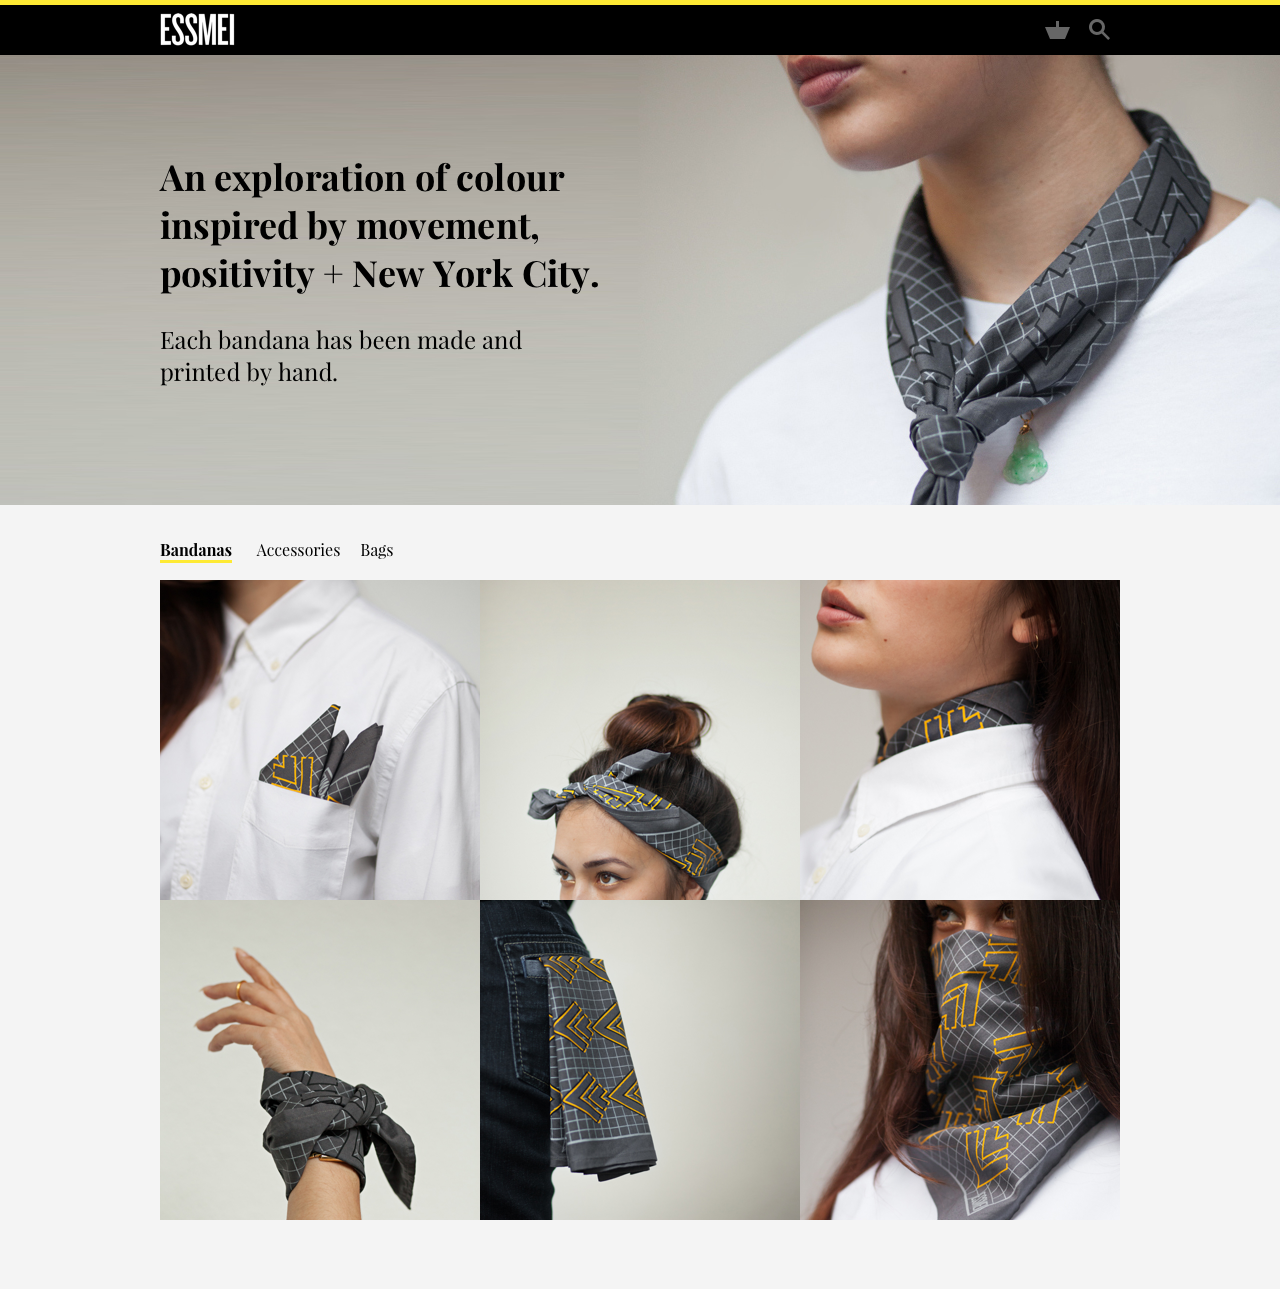 ESSMEI
An exploration of colour
inspired by movement,
positivity + New York City.
Each bandana has been made and
printed by hand.
Bandanas Accessories Bags